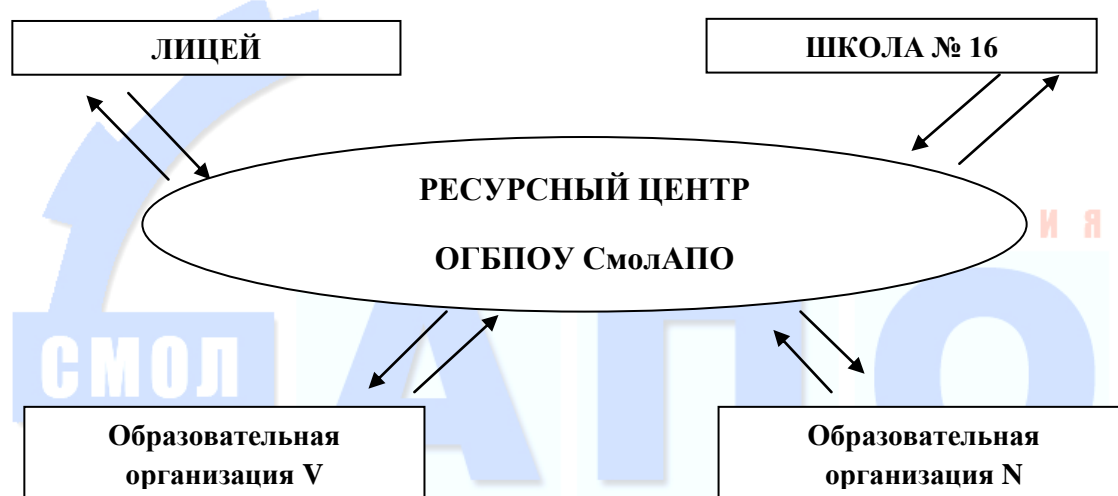 ЛИЦЕЙ
ШКОЛА № 16
РЕСУРСНЫЙ ЦЕНТР
ОГБПОУ СмолАПО
И Я
СМОЛ
АПО
Образовательная
организация V
Образовательная
организация N